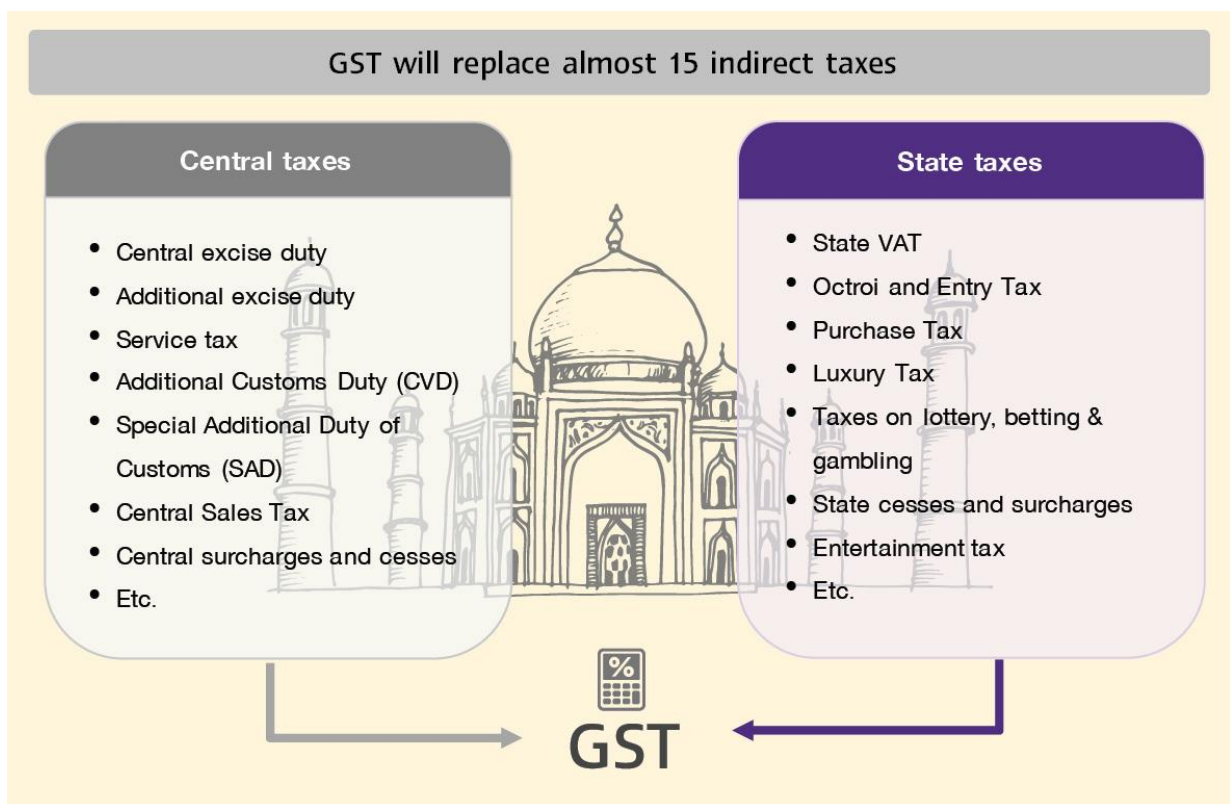 GST will replace almost 15 indirect taxes
Central taxes
• Central excise duty
• Additional excise duty
• Service tax
• Additional Customs Duty (CVD)
• Special Additional Duty of
Customs (SAD)
• Central Sales Tax
• Central surcharges and cesses
• Etc.
State taxes
• State VAT
• Octroi and Entry Tax
• Purchase Tax
• Luxury Tax
• Taxes on lottery, betting &
gambling
• State cesses and surcharges
• Entertainment tax
• Etc.
%
GST